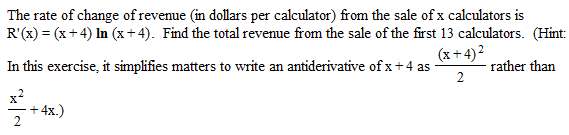 The rate of change of revenue (in dollars per calculator) from the sale of x calculators is
R'(x) = (x + 4) ln (x + 4).  Find the total revenue from the sale of the first 13 calculators.  (Hint:
In this exercise, it simplifies matters to write an antiderivative of x + 4 as (x + 4)²/2 rather than
x²/2 + 4x.)